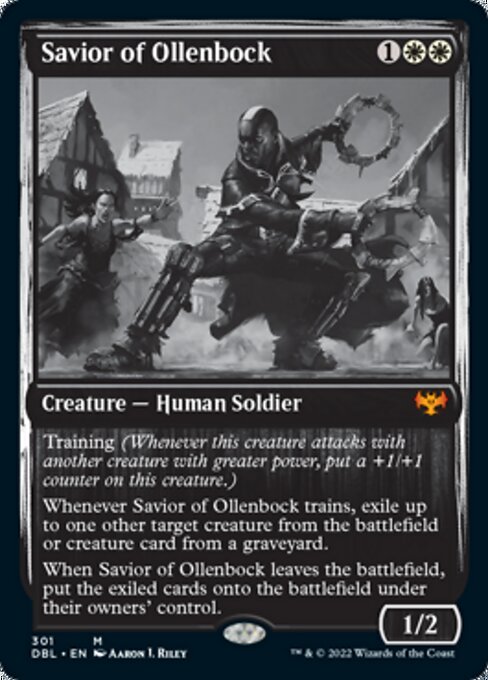 Savior of Ollenbock 1
Creature — Human Soldier
Training (Whenever this creature attacks with
another creature with greater power, put a +1/+1
counter on this creature.)
Whenever Savior of Ollenbock trains, exile up
to one other target creature from the battlefield
or creature card from a graveyard.
When Savior of Ollenbock leaves the battlefield,
put the exiled cards onto the battlefield under
their owners' control.
1/2
301 M
DBL • EN Aaron J. Riley
™ & © 2022 Wizards of the Coast